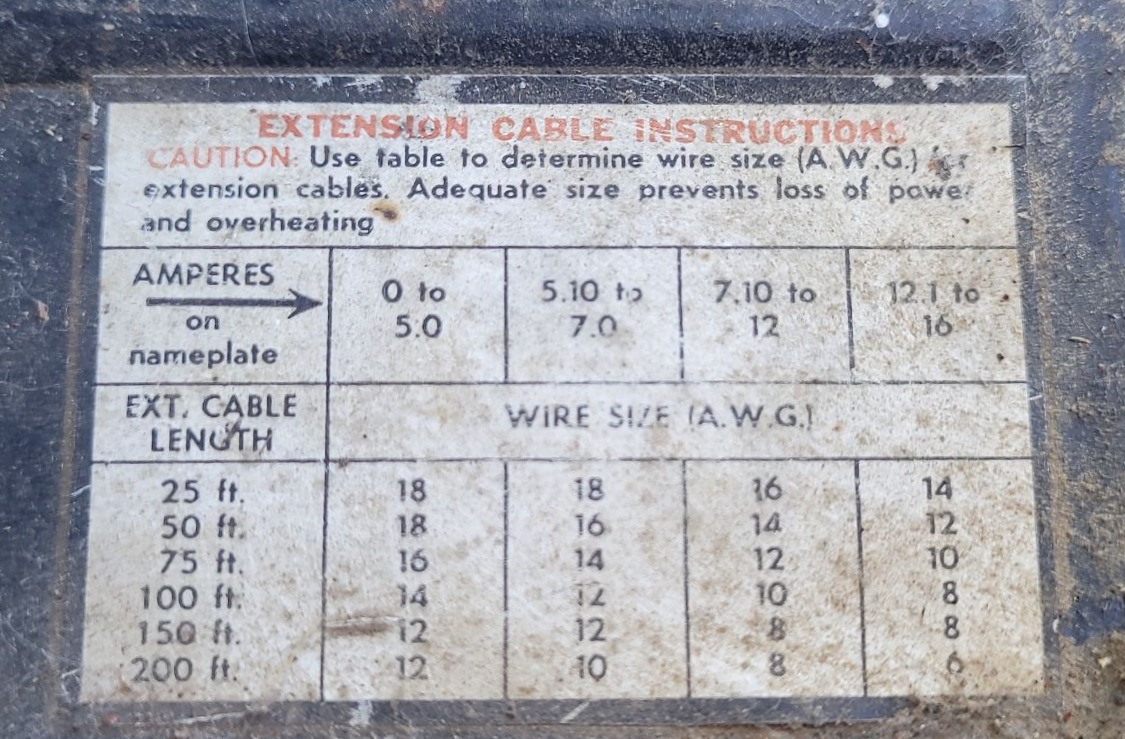 EXTENSION CABLE INSTRUCTIONS
CAUTION: Use table to determine wire size (A.W.G.) for
extension cables. Adequate size prevents loss of power
and overheating
AMPERES on nameplate 0 to 5.0 5.10 to 7.0 7.10 to 12 12.1 to 16
EXT. CABLE LENGTH WIRE SIZE (A.W.G.)
25 ft. 18 18 16 14
50 ft. 18 16 14 12
75 ft. 16 14 12 10
100 ft. 14 12 10 8
150 ft. 12 12 8 8
200 ft. 12 10 8 6